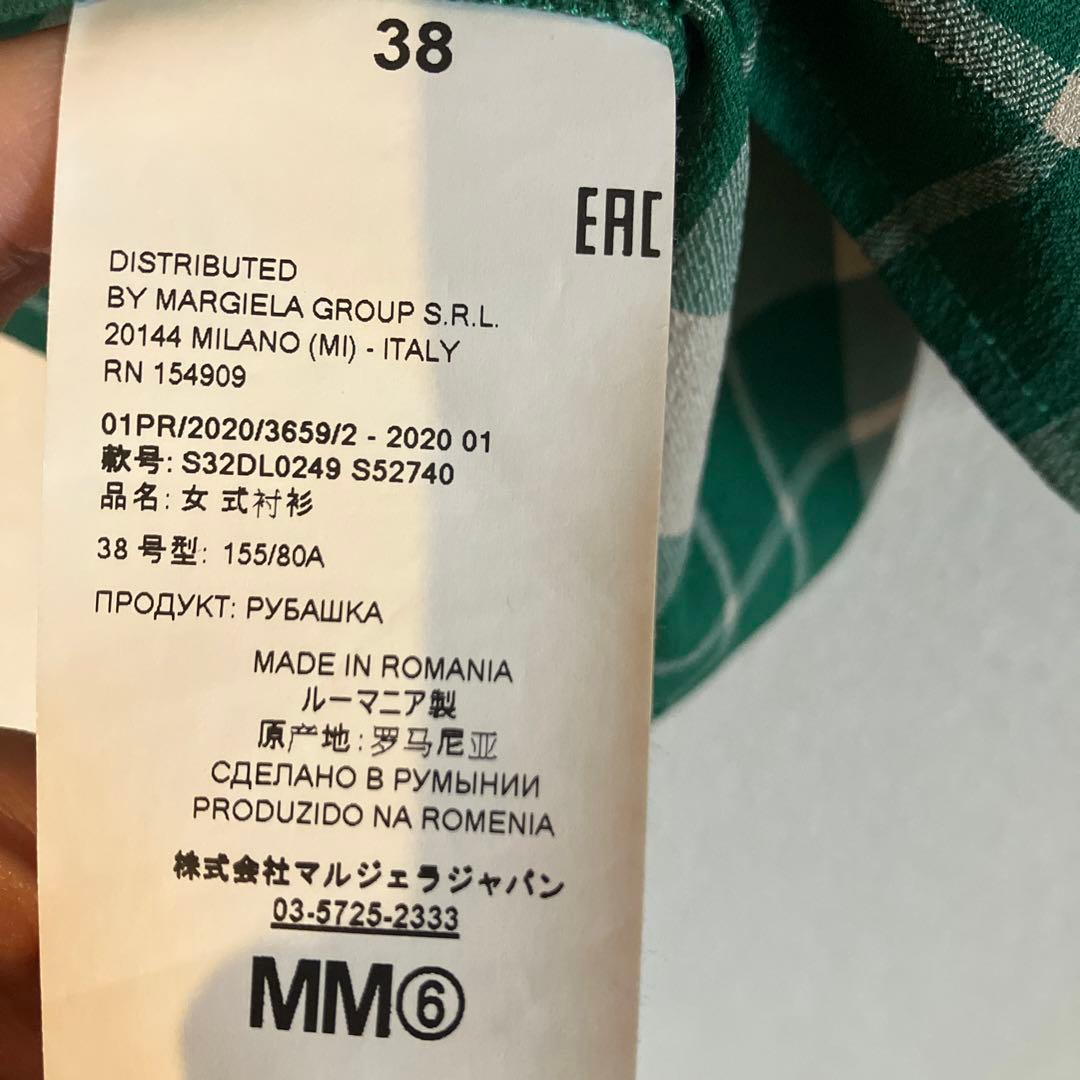 38
EAC
DISTRIBUTED
BY MARGIELA GROUP S.R.L.
20144 MILANO (MI) - ITALY
RN 154909
01PR/2020/3659/2 - 2020 01
款号: S32DL0249 S52740
品名: 女 式衬衫
38 号型: 155/80A
ПРОДУКТ: РУБАШКА
MADE IN ROMANIA
ルーマニア製
原产地: 罗马尼亚
СДЕЛАНО В РУМЫНИИ
PRODUZIDO NA ROMENIA
株式会社マルジェラジャパン
03-5725-2333
MM⑥